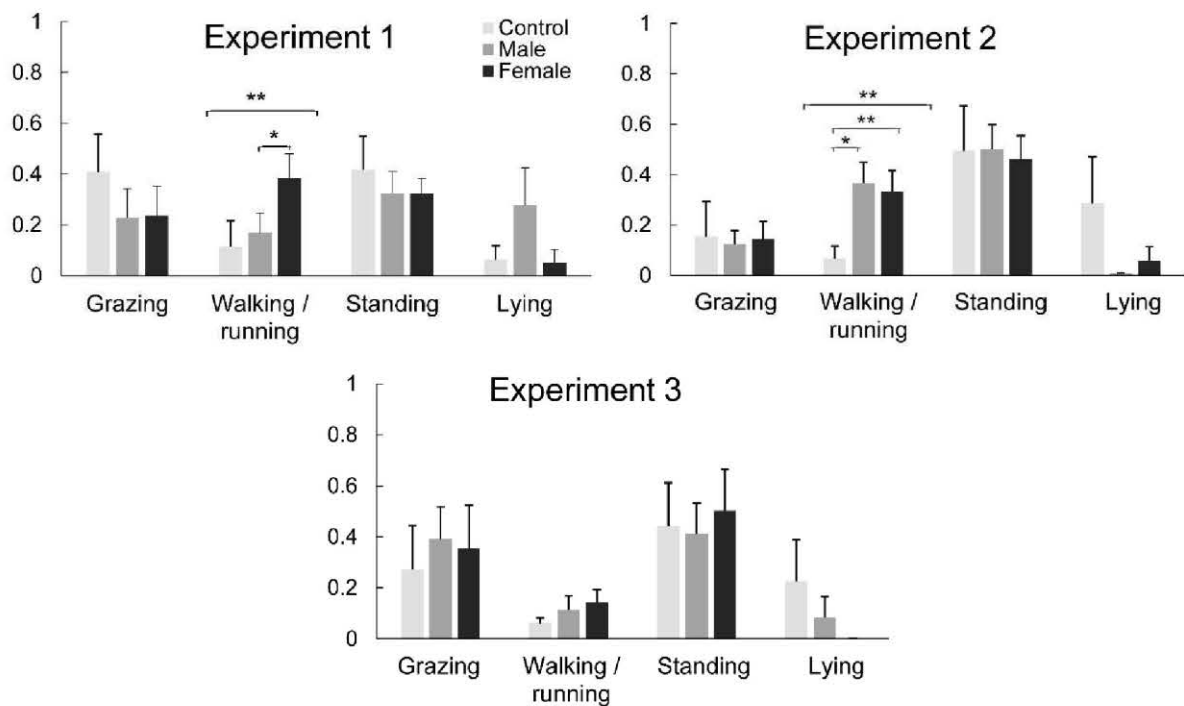 Experiment 1
Control
Male
Female
1
0.8
0.6
0.4
0.2
0
**
*
Grazing
Walking /
running
Standing
Lying
Experiment 2
1
0.8
0.6
0.4
0.2
0
**
**
*
Grazing
Walking /
running
Standing
Lying
Experiment 3
1
0.8
0.6
0.4
0.2
0
Grazing
Walking /
running
Standing
Lying